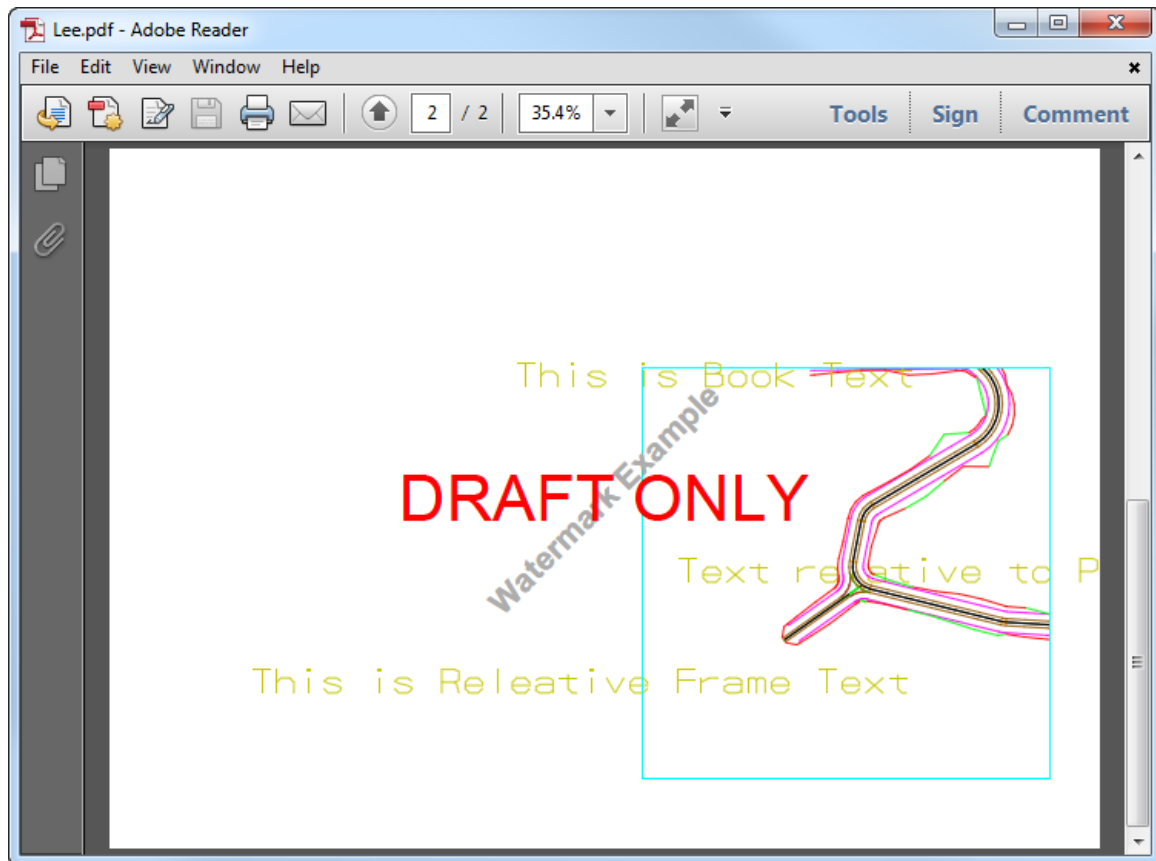 Lee.pdf - Adobe Reader
File Edit View Window Help
2 / 2 35.4% Tools Sign Comment
This is Book Text
Watermark Example
DRAFT ONLY
Text relative to P
This is Releative Frame Text